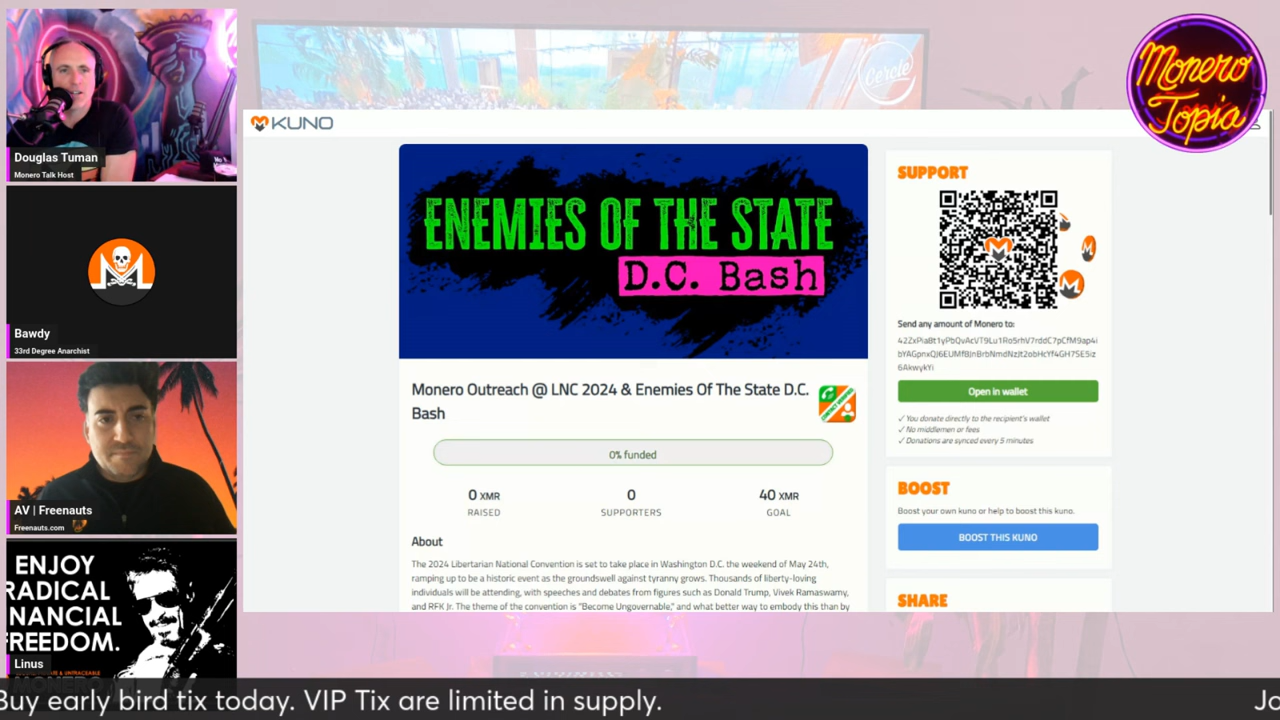 Douglas Tuman
Monero Talk Host
Bawdy
33rd Degree Anarchist
AV | Freenauts
Freenauts.com
ENJOY
RADICAL
NANCIAL
FREEDOM.
Linus
Cercle
Monero
Topia
KUNO
ENEMIES OF THE STATE
D.C. Bash
Monero Outreach @ LNC 2024 & Enemies Of The State D.C.
Bash
0% funded
0 XMR
RAISED
0
SUPPORTERS
40 XMR
GOAL
About
The 2024 Libertarian National Convention is set to take place in Washington D.C. the weekend of May 24th,
ramping up to be a historic event as the groundswell against tyranny grows. Thousands of liberty-loving
individuals will be attending, with speeches and debates from figures such as Donald Trump, Vivek Ramaswamy,
and RFK Jr. The theme of the convention is "Become Ungovernable," and what better way to embody this than by
SUPPORT
Send any amount of Monero to:
Open in wallet
✓ You donate directly to the recipient's wallet
✓ No middlemen or fees
✓ Donations are synced every 5 minutes
BOOST
Boost your own kuno or help to boost this kuno.
BOOST THIS KUNO
SHARE
Buy early bird tix today. VIP Tix are limited in supply.
Jo